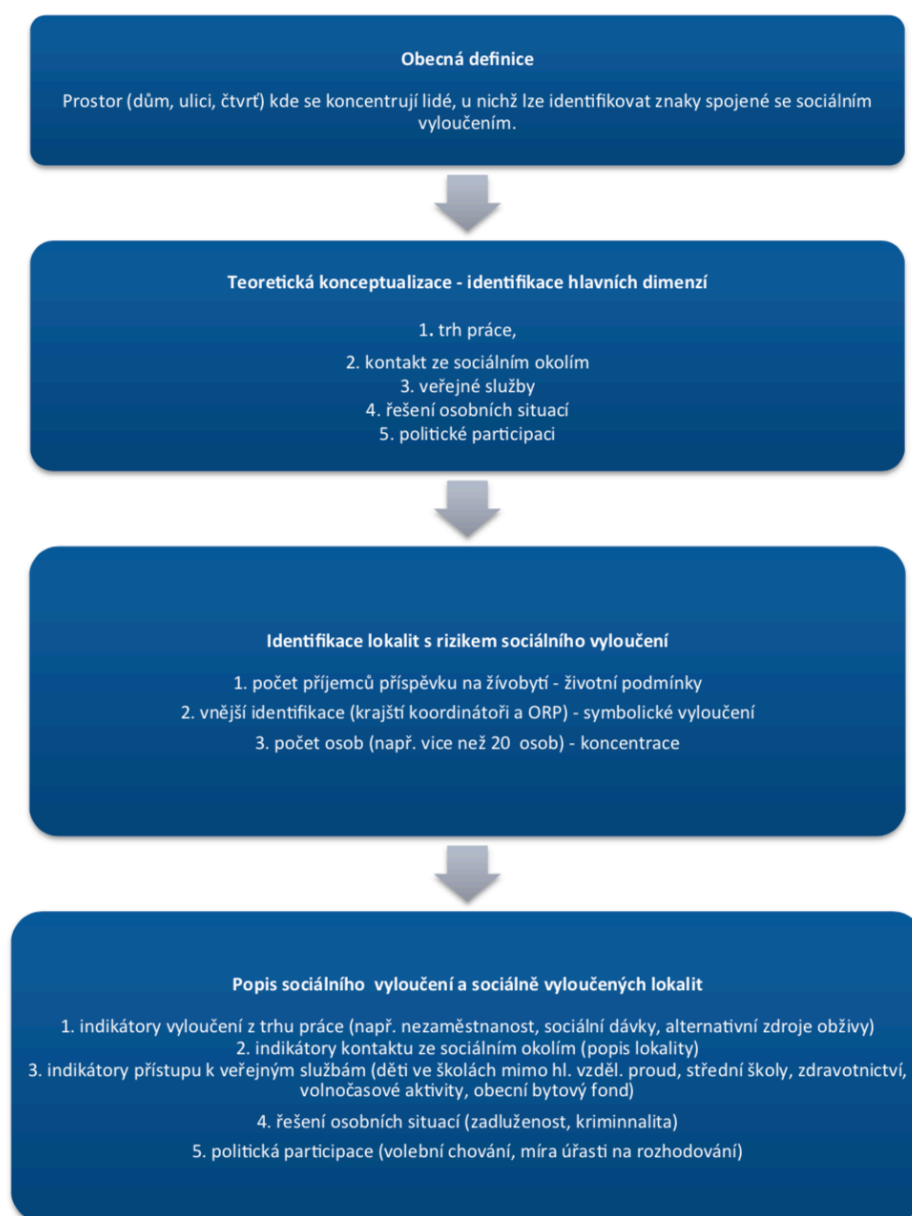 Obecná definice
Prostor (dům, ulici, čtvrť) kde se koncentrují lidé, u nichž lze identifikovat znaky spojené se sociálním
vyloučením.
Teoretická konceptualizace - identifikace hlavních dimenzí
1. trh práce,
2. kontakt ze sociálním okolím
3. veřejné služby
4. řešení osobních situací
5. politické participaci
Identifikace lokalit s rizikem sociálního vyloučení
1. počet příjemců příspěvku na žívobytí - životní podmínky
2. vnější identifikace (krajští koordinátoři a ORP) - symbolické vyloučení
3. počet osob (např. vice než 20 osob) - koncentrace
Popis sociálního vyloučení a sociálně vyloučených lokalit
1. indikátory vyloučení z trhu práce (např. nezaměstnanost, sociální dávky, alternativní zdroje obživy)
2. indikátory kontaktu ze sociálním okolím (popis lokality)
3. indikátory přístupu k veřejným službám (děti ve školách mimo hl. vzděl. proud, střední školy, zdravotnictví,
volnočasové aktivity, obecní bytový fond)
4. řešení osobních situací (zadluženost, kriminnalita)
5. politická participace (volební chování, míra úřasti na rozhodování)